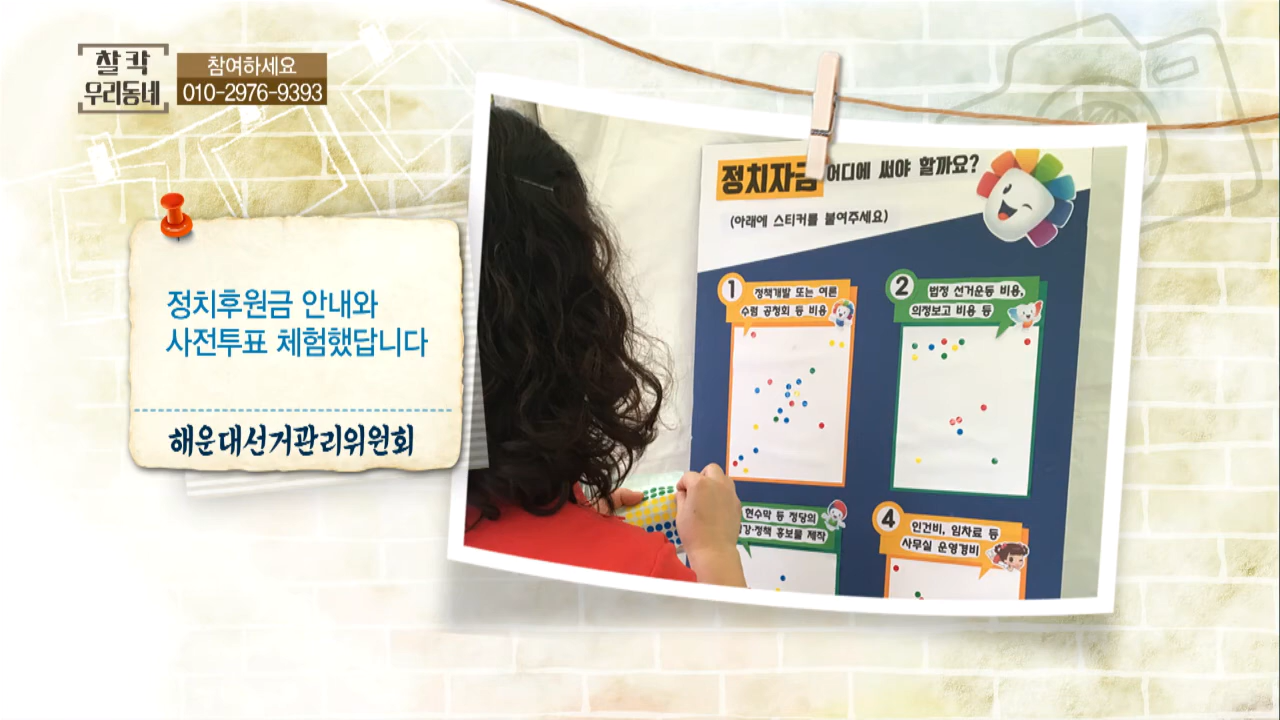 찰칵
우리동네
참여하세요
010-2976-9393
정치후원금 안내와
사전투표 체험했답니다
해운대선거관리위원회
정치자금 어디에 써야 할까요?
(아래에 스티커를 붙여주세요)
1 정책개발 또는 여론
수렴 공청회 등 비용
2 법정 선거운동 비용,
의정보고 비용 등
현수막 등 정당의
정책 홍보물 제작
4 인건비, 임차료 등
사무실 운영경비